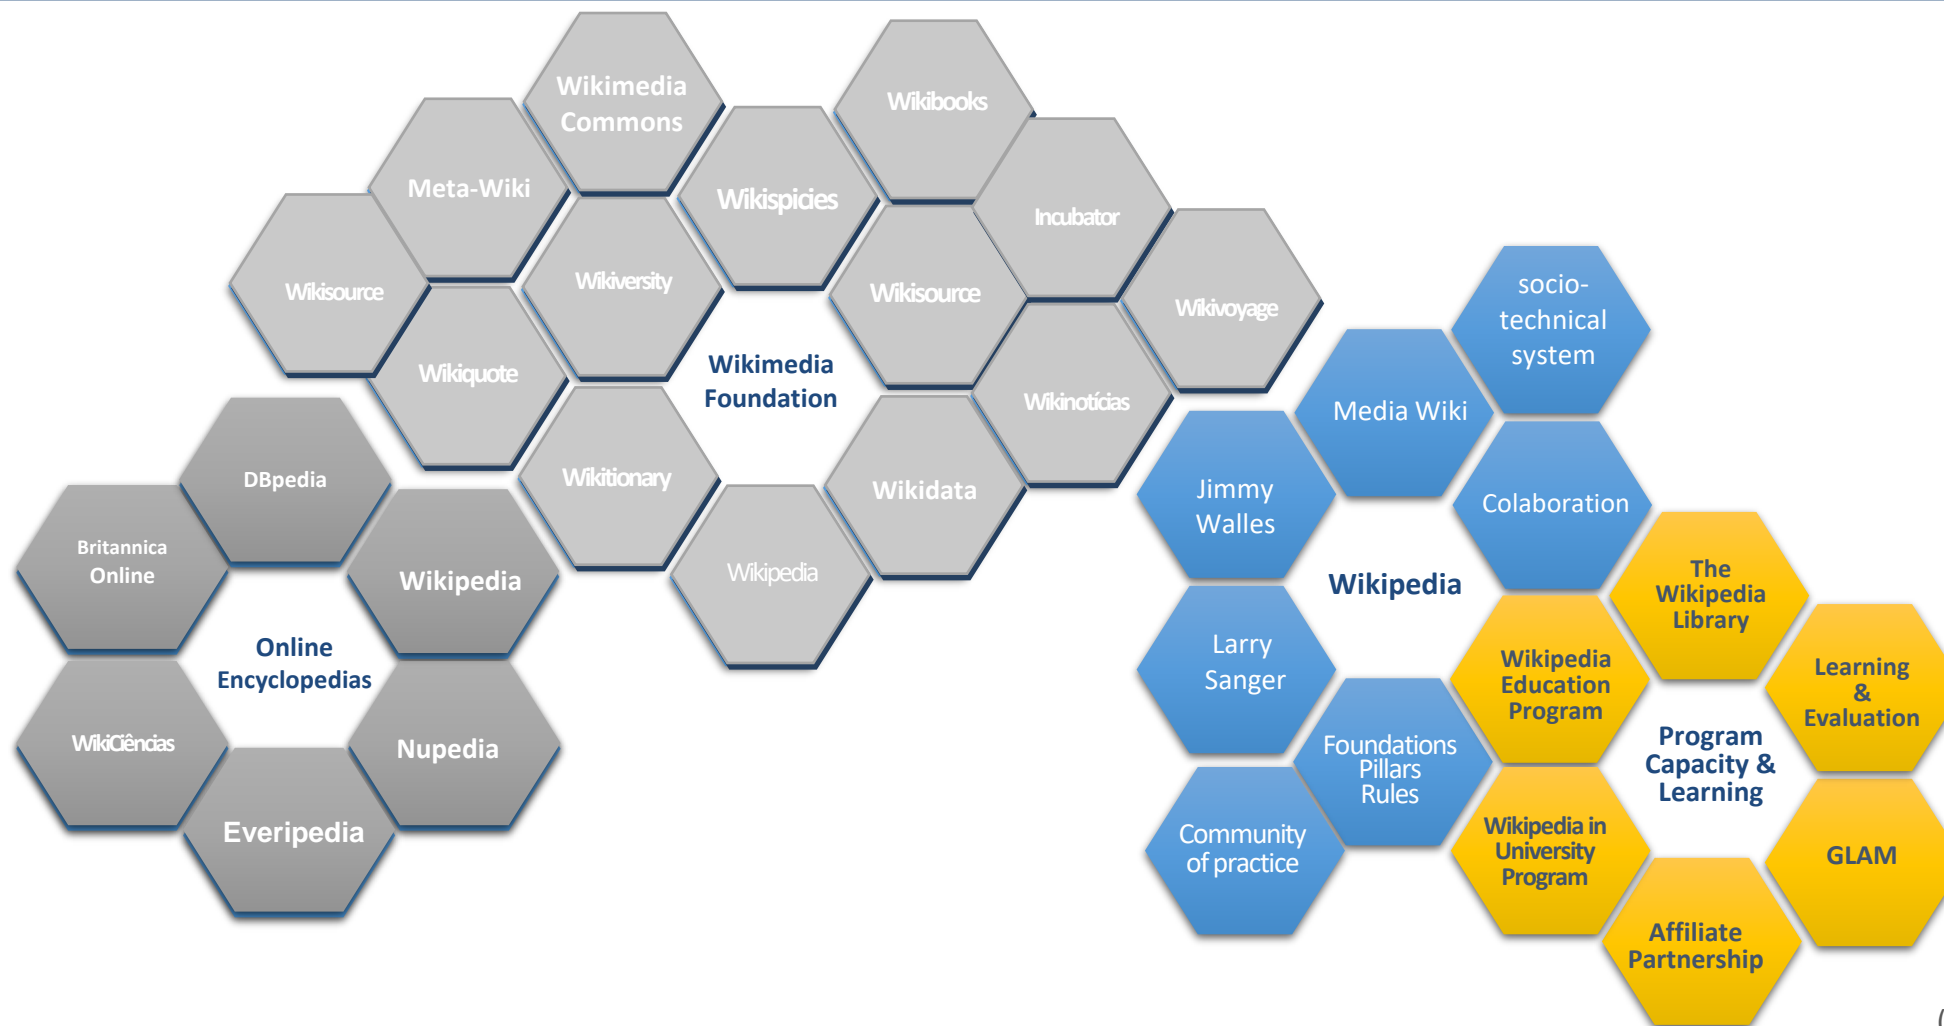 Wikimedia
Commons
Wikibooks
Meta-Wiki
Wikispicies
Incubator
Wikisource
Wikiversity
Wikisource
Wikivoyage
Wikiquote
Wikimedia
Foundation
Wikinotícias
Wikitionary
Wikidata
Wikipedia
DBpedia
Britannica
Online
Wikipedia
Online
Encyclopedias
WikiCiências
Nupedia
Everipedia
socio-
technical
system
Media Wiki
Jimmy
Walles
Colaboration
Wikipedia
Larry
Sanger
Foundations
Pillars
Rules
Community
of practice
The
Wikipedia
Library
Wikipedia
Education
Program
Learning
&
Evaluation
Program
Capacity &
Learning
Wikipedia in
University
Program
GLAM
Affiliate
Partnership
(